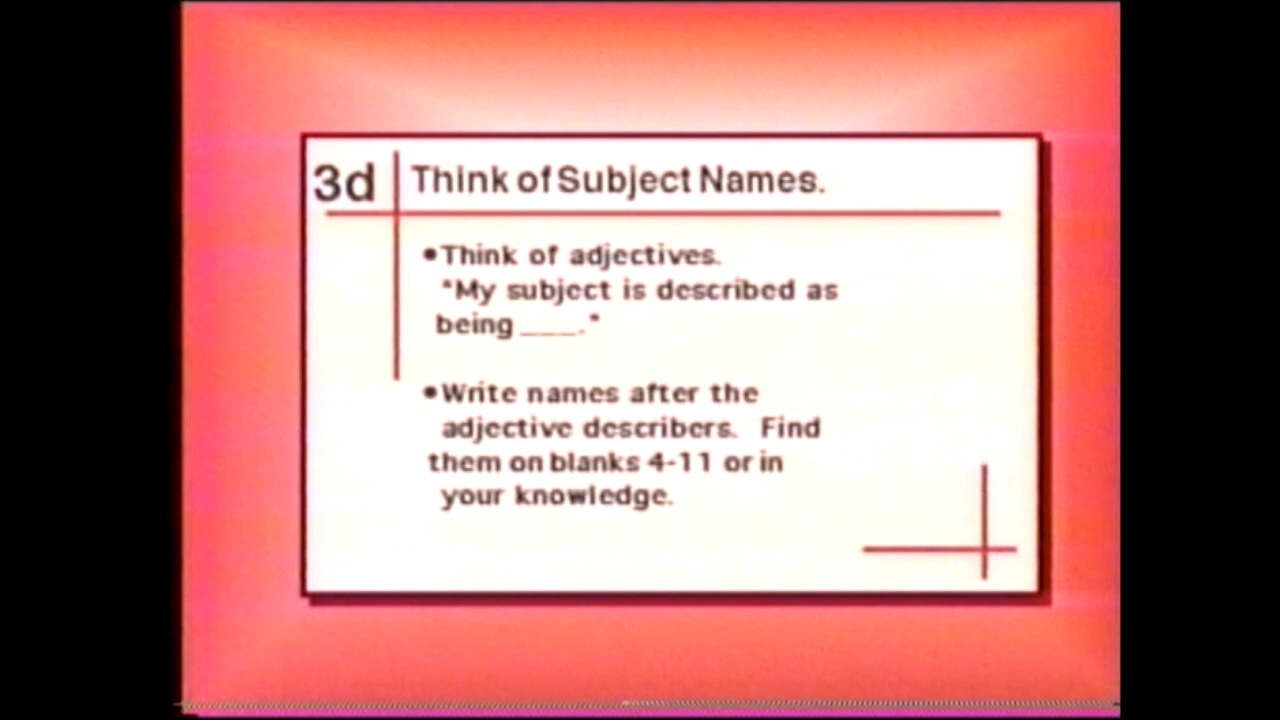 3d
Think of Subject Names.
•Think of adjectives.
"My subject is described as
being ____."
•Write names after the
adjective describers. Find
them on blanks 4-11 or in
your knowledge.